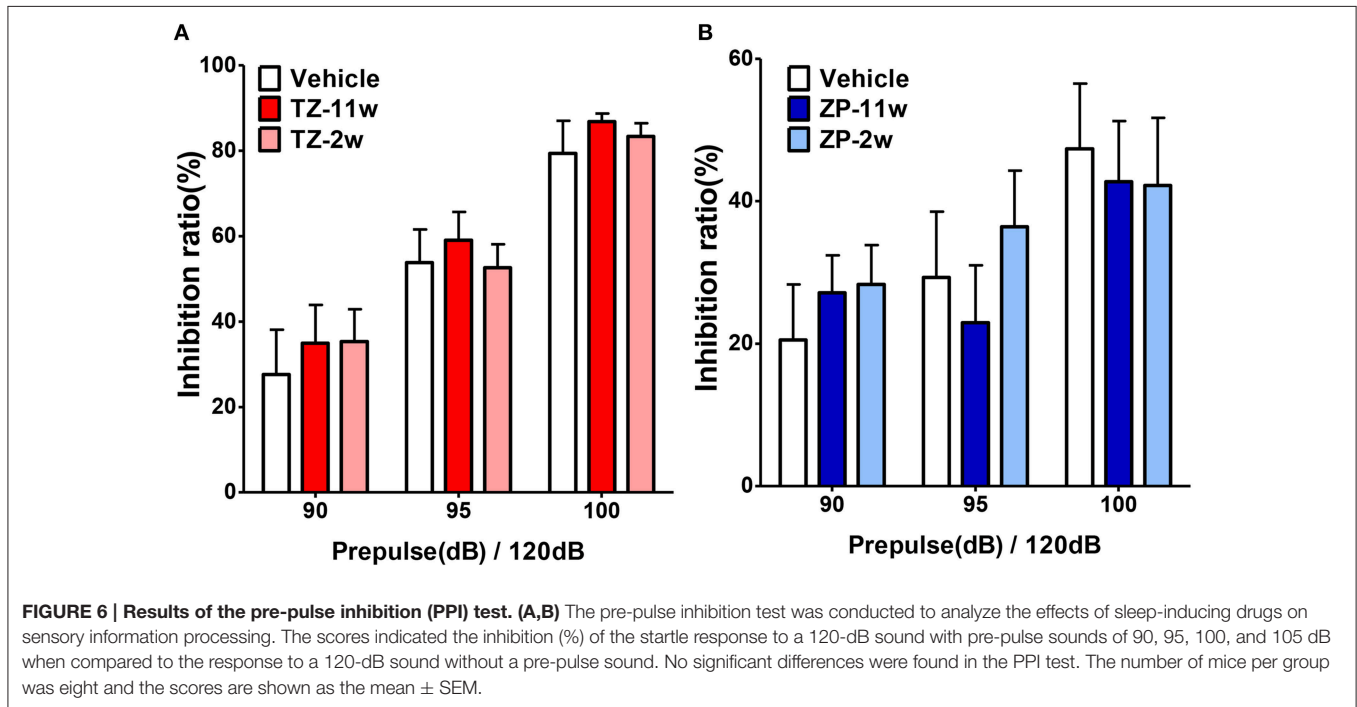 A
100
80
60
40
20
0
Inhibition ratio(%)
Vehicle
TZ-11w
TZ-2w
90 95 100
Prepulse(dB) / 120dB
B
60
40
20
0
Inhibition ratio(%)
Vehicle
ZP-11w
ZP-2w
90 95 100
Prepulse(dB) / 120dB
FIGURE 6 | Results of the pre-pulse inhibition (PPI) test. (A,B) The pre-pulse inhibition test was conducted to analyze the effects of sleep-inducing drugs on
sensory information processing. The scores indicated the inhibition (%) of the startle response to a 120-dB sound with pre-pulse sounds of 90, 95, 100, and 105 dB
when compared to the response to a 120-dB sound without a pre-pulse sound. No significant differences were found in the PPI test. The number of mice per group
was eight and the scores are shown as the mean ± SEM.